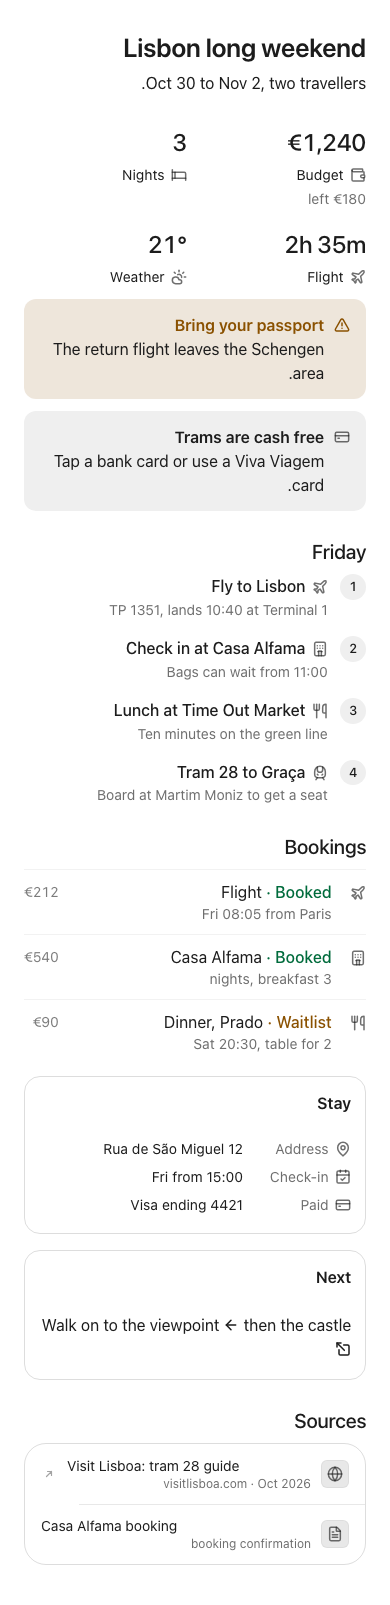 Lisbon long weekend
.Oct 30 to Nov 2, two travellers
€1,240
Budget
left €180
3
Nights
2h 35m
Flight
21°
Weather
Bring your passport
The return flight leaves the Schengen
.area
Trams are cash free
Tap a bank card or use a Viva Viagem
.card
Friday
1
Fly to Lisbon
TP 1351, lands 10:40 at Terminal 1
2
Check in at Casa Alfama
Bags can wait from 11:00
3
Lunch at Time Out Market
Ten minutes on the green line
4
Tram 28 to Graça
Board at Martim Moniz to get a seat
Bookings
Flight · Booked
Fri 08:05 from Paris
€212
Casa Alfama · Booked
nights, breakfast 3
€540
Dinner, Prado · Waitlist
Sat 20:30, table for 2
€90
Stay
Address
Rua de São Miguel 12
Check-in
Fri from 15:00
Paid
Visa ending 4421
Next
Walk on to the viewpoint ← then the castle
Sources
Visit Lisboa: tram 28 guide
visitlisboa.com · Oct 2026
Casa Alfama booking
booking confirmation